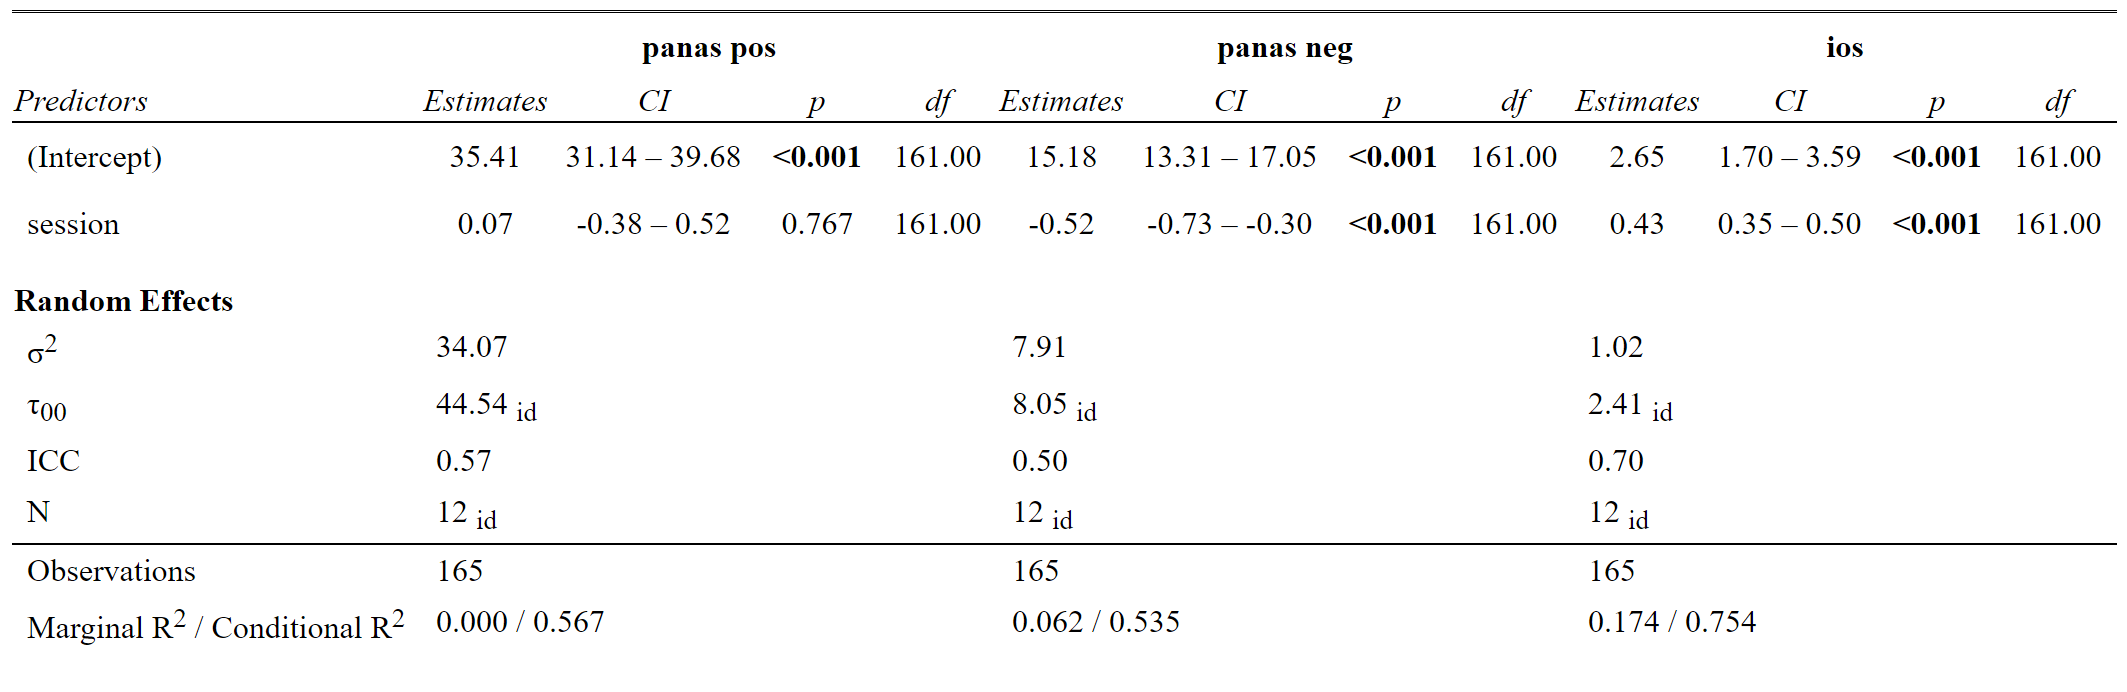 panas pos panas neg ios
Predictors Estimates CI p df Estimates CI p df Estimates CI p df
(Intercept) 35.41 31.14 – 39.68 <0.001 161.00 15.18 13.31 – 17.05 <0.001 161.00 2.65 1.70 – 3.59 <0.001 161.00
session 0.07 -0.38 – 0.52 0.767 161.00 -0.52 -0.73 – -0.30 <0.001 161.00 0.43 0.35 – 0.50 <0.001 161.00
Random Effects
σ2 34.07 7.91 1.02
τ00 44.54 id 8.05 id 2.41 id
ICC 0.57 0.50 0.70
N 12 id 12 id 12 id
Observations 165 165 165
Marginal R2 / Conditional R2 0.000 / 0.567 0.062 / 0.535 0.174 / 0.754